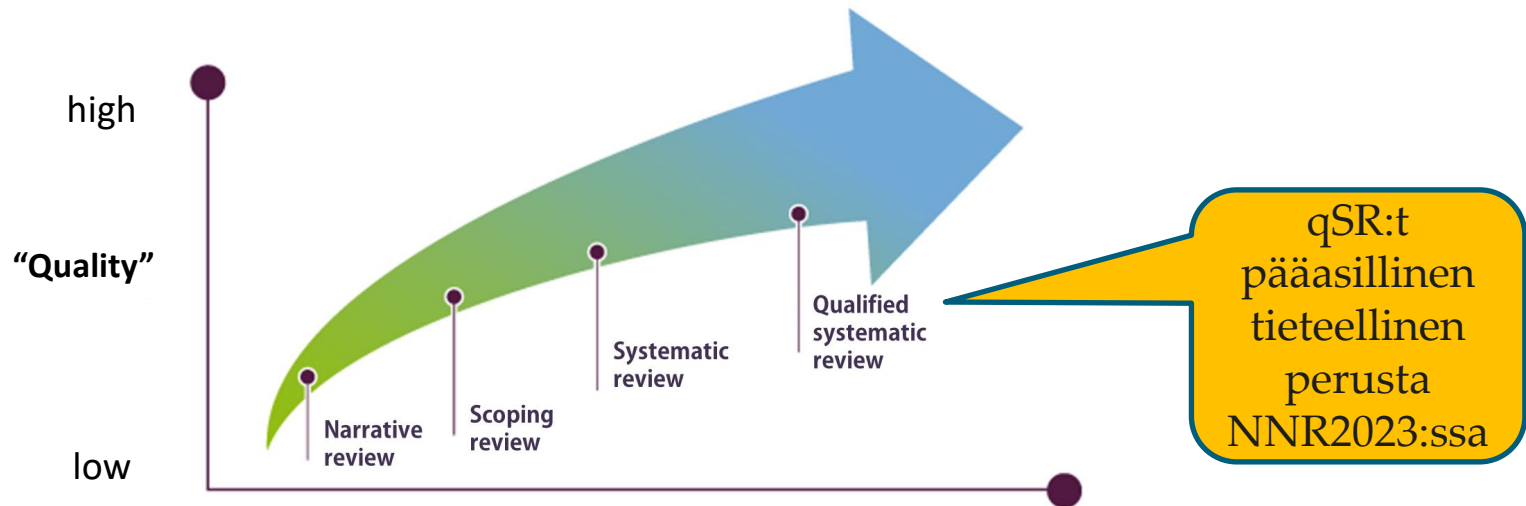 high
“Quality”
low
Narrative
review
Scoping
review
Systematic
review
Qualified
systematic
review
qSR:t
pääasillinen
tieteellinen
perusta
NNR2023:ssa